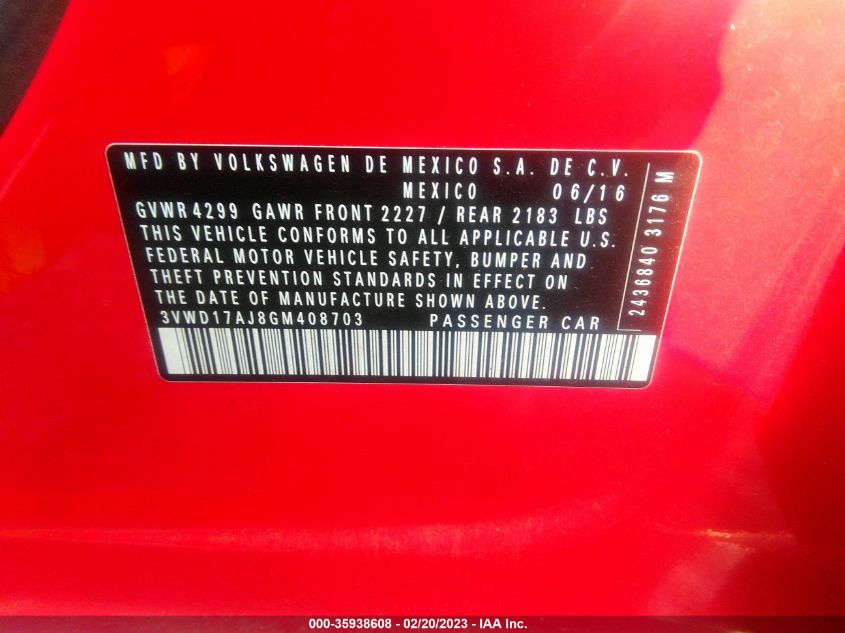 MFD BY VOLKSWAGEN DE MEXICO S.A. DE C.V.
MEXICO 06/16
GVWR 4299 GAWR FRONT 2227 / REAR 2183 LBS
THIS VEHICLE CONFORMS TO ALL APPLICABLE U.S.
FEDERAL MOTOR VEHICLE SAFETY, BUMPER AND
THEFT PREVENTION STANDARDS IN EFFECT ON
THE DATE OF MANUFACTURE SHOWN ABOVE.
3VWD17AJ8GM408703 PASSENGER CAR
2436840 3176 M
000-35938608 - 02/20/2023 - IAA Inc.